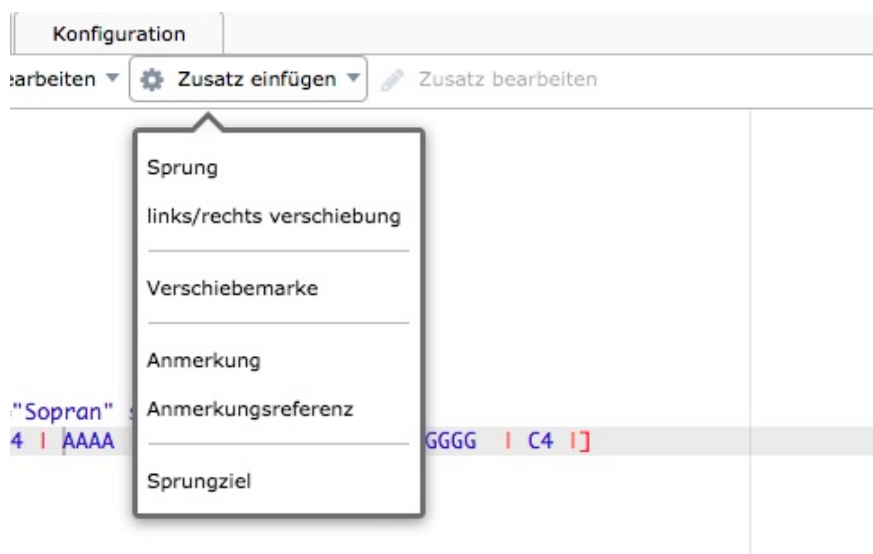 Konfiguration
earbeiten Zusatz einfügen Zusatz bearbeiten
Sprung
links/rechts verschiebung
Verschiebemarke
Anmerkung
Anmerkungsreferenz
Sprungziel
"Sopran" s
4 | AAAA GGGG | C4 |]